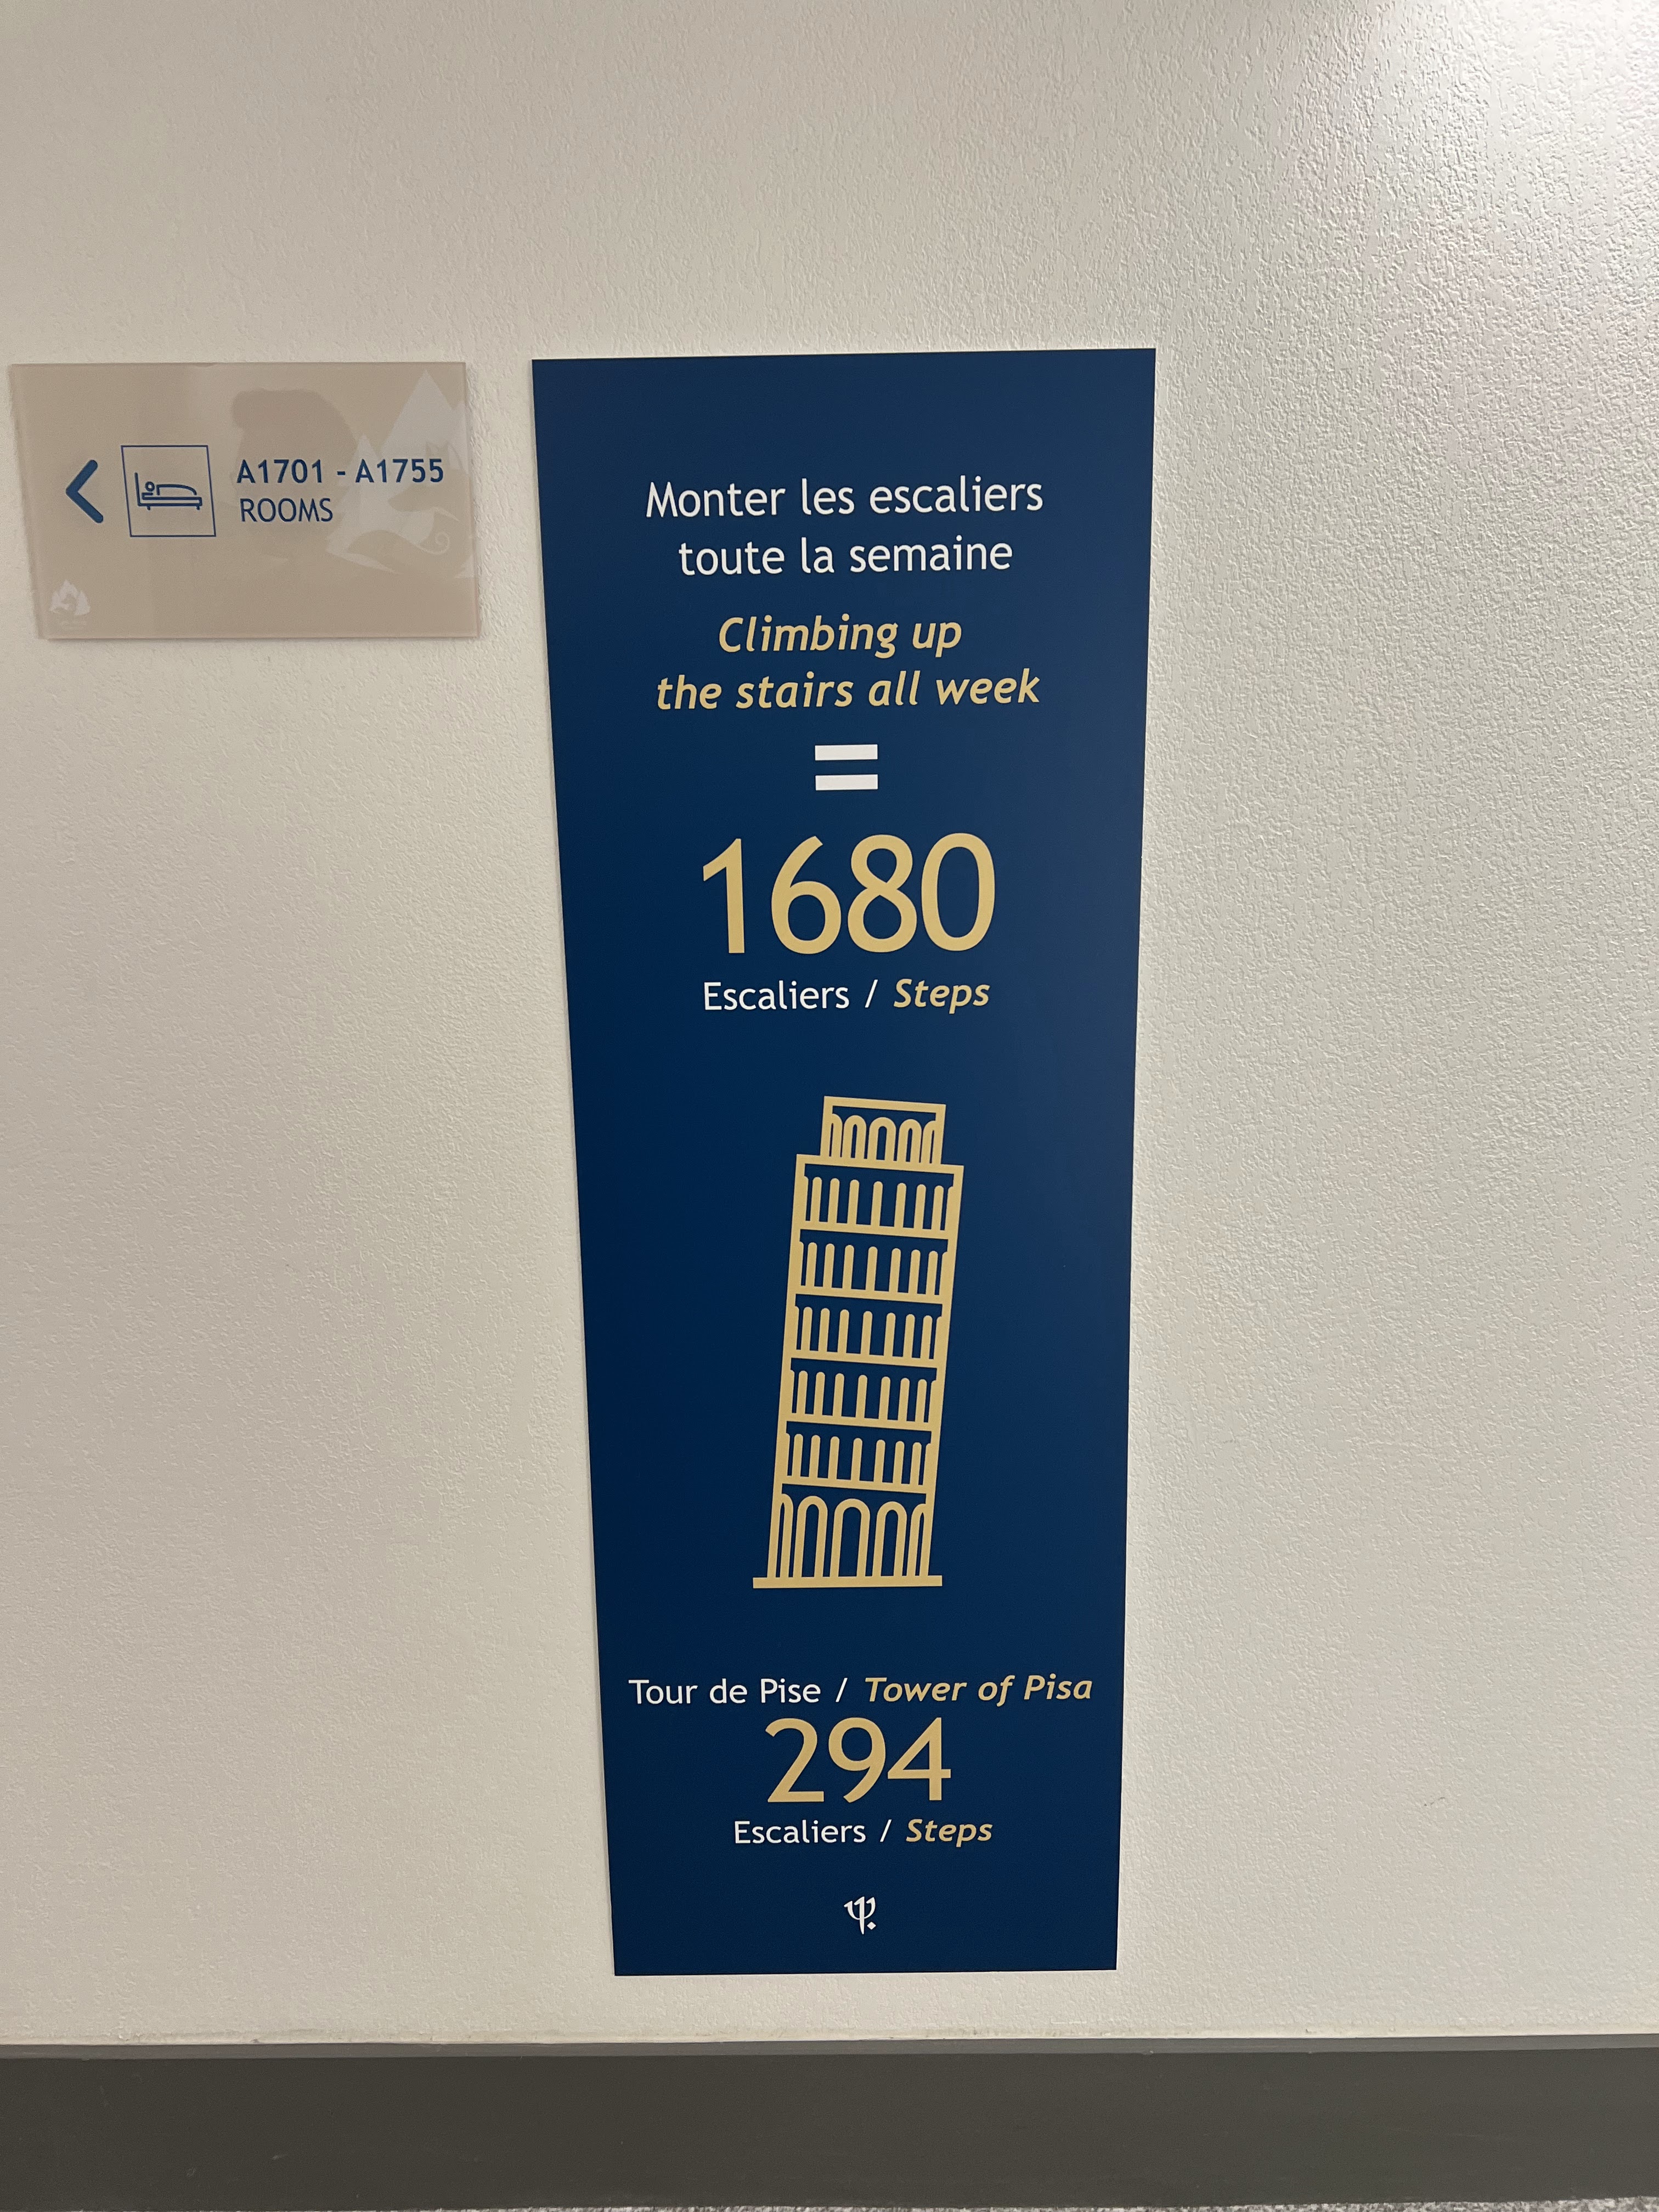 A1701 - A1755
ROOMS
Monter les escaliers
toute la semaine
Climbing up
the stairs all week
=
1680
Escaliers / Steps
Tour de Pise / Tower of Pisa
294
Escaliers / Steps